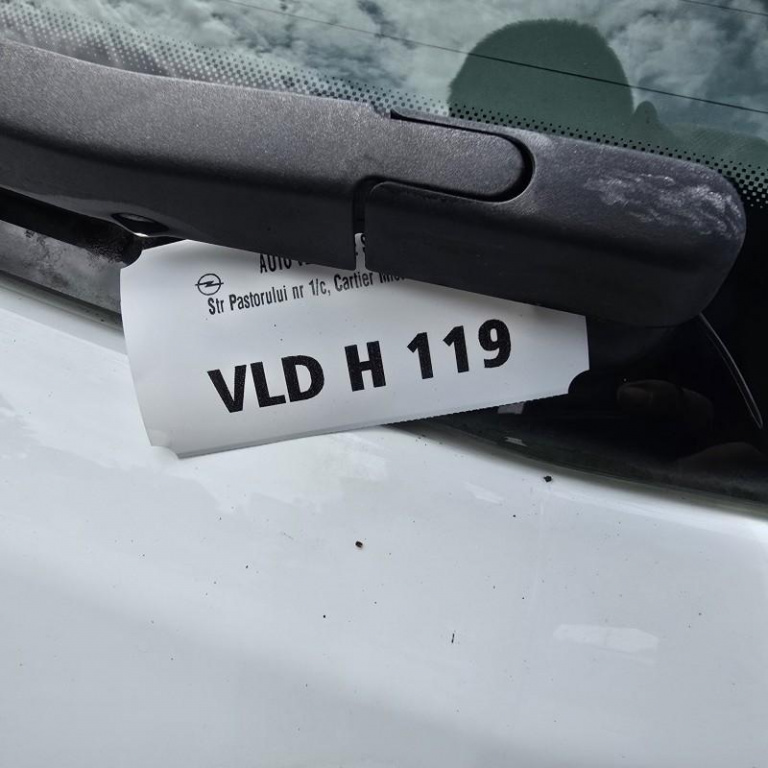 AUTO
Str Pastorului nr 1/c, Cartier
VLD H 119